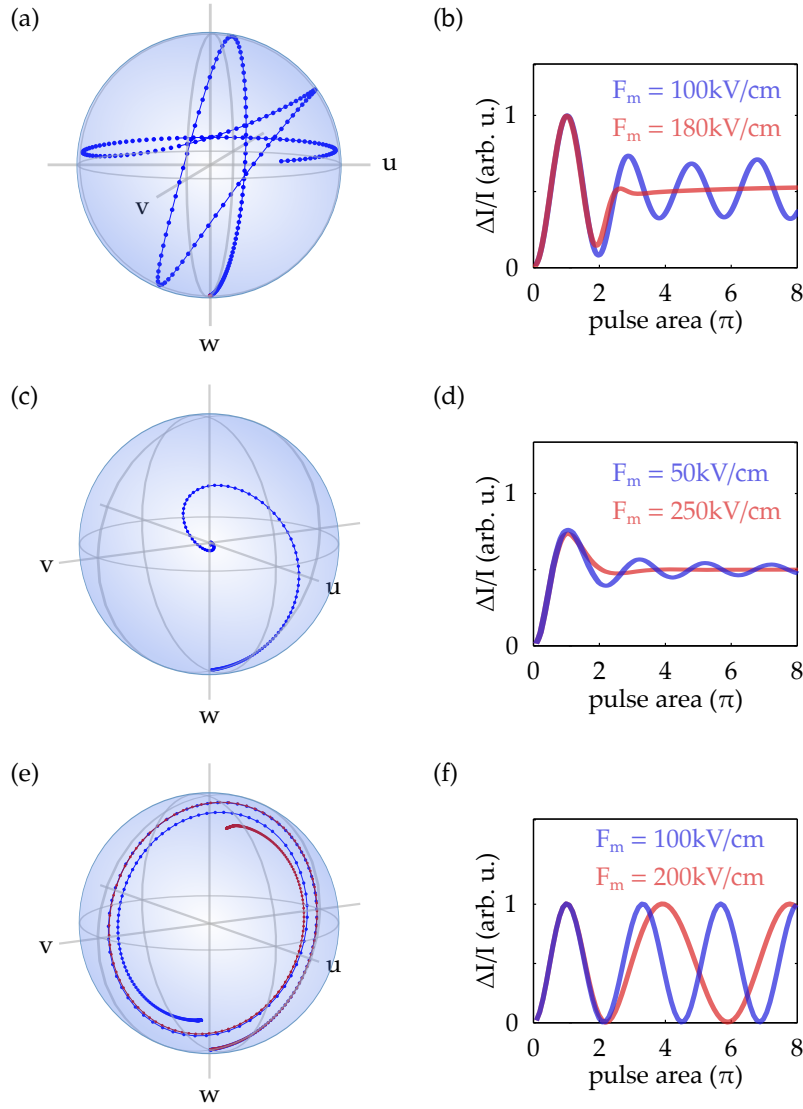 (a)
u
v
w
(b)
F_m = 100kV/cm
F_m = 180kV/cm
ΔI/I (arb. u.)
1
0
0 2 4 6 8
pulse area (π)
(c)
v
u
w
(d)
F_m = 50kV/cm
F_m = 250kV/cm
ΔI/I (arb. u.)
1
0
0 2 4 6 8
pulse area (π)
(e)
v
u
w
(f)
F_m = 100kV/cm
F_m = 200kV/cm
ΔI/I (arb. u.)
1
0
0 2 4 6 8
pulse area (π)